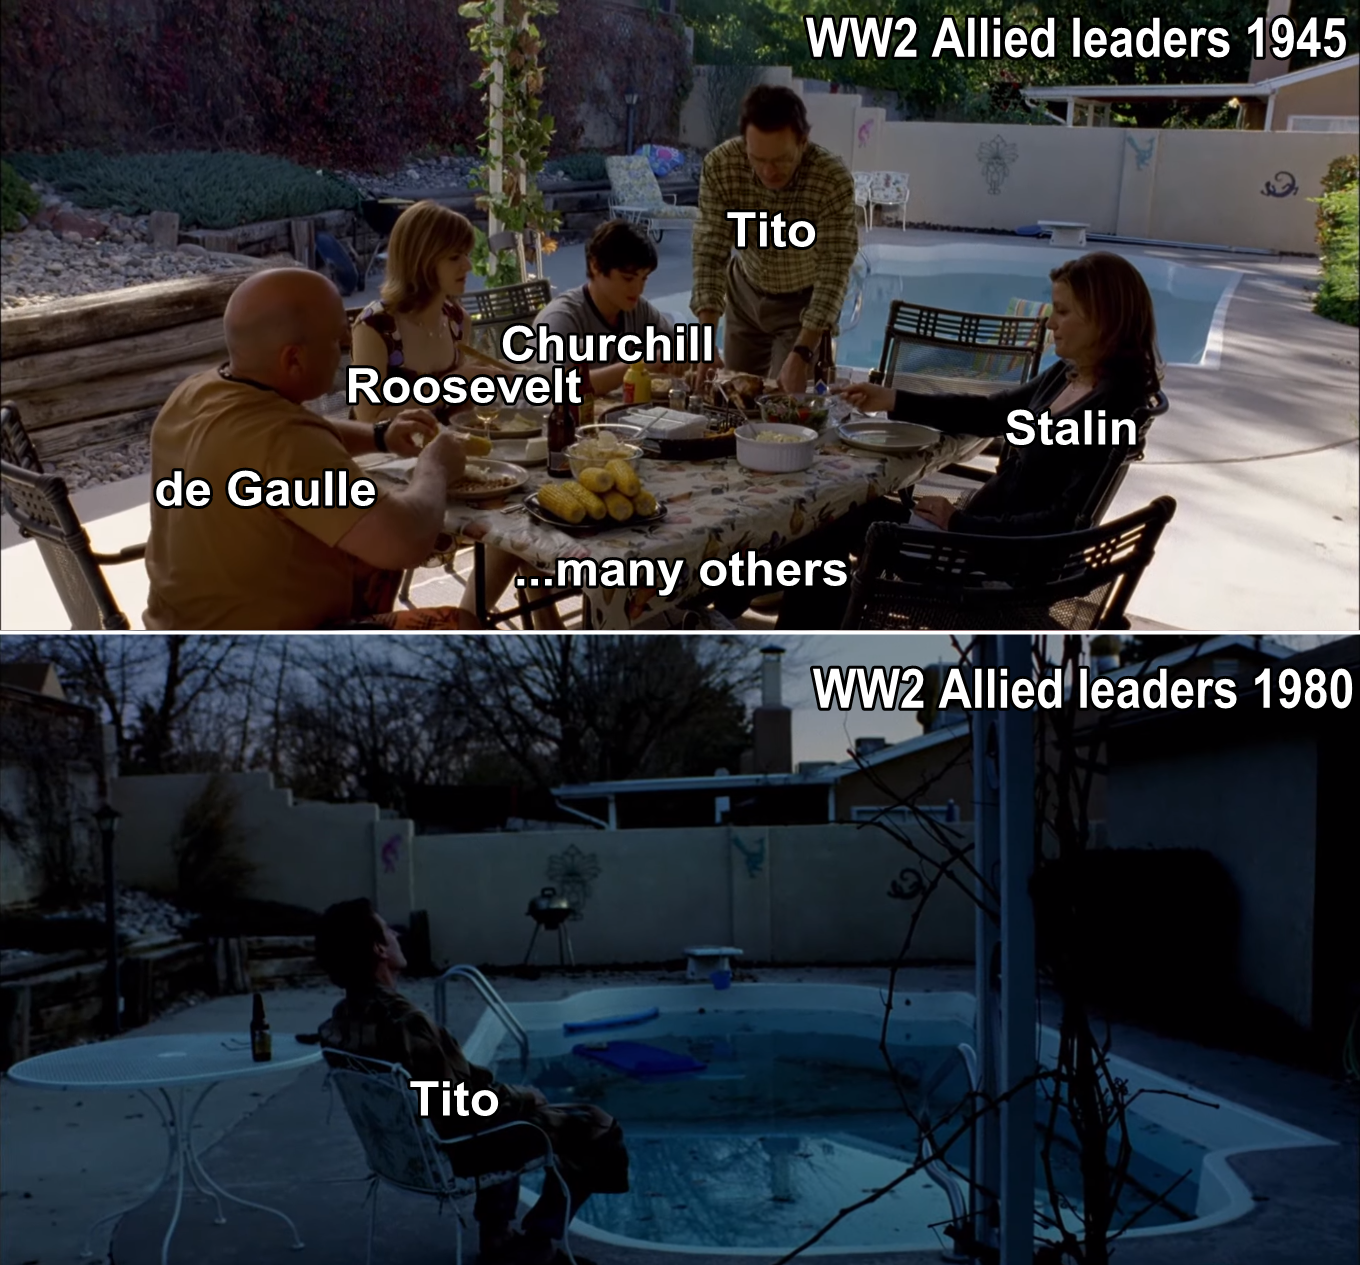 WW2 Allied leaders 1945
Tito
Churchill
Roosevelt
Stalin
de Gaulle
...many others
WW2 Allied leaders 1980
Tito